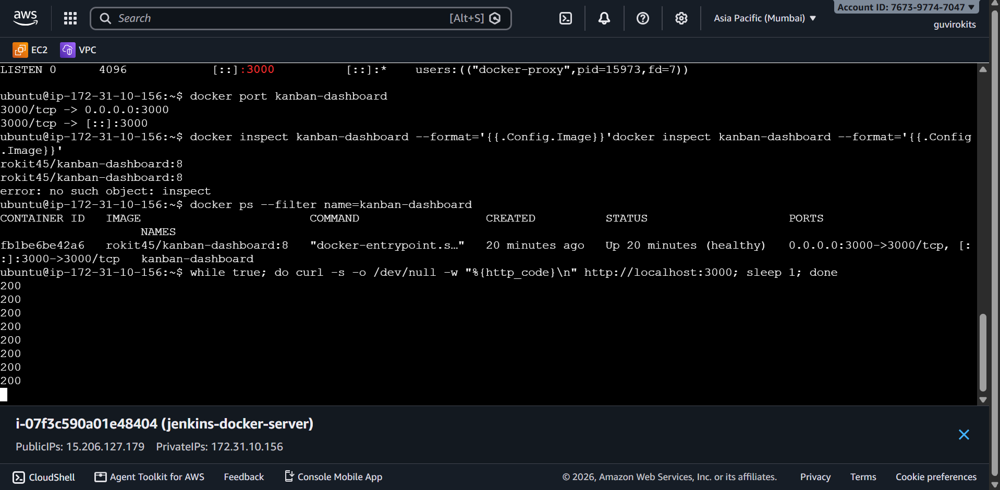 aws
Search [Alt+S]
Asia Pacific (Mumbai) ▼
Account ID: 7673-9774-7047 ▼
guvirokits
EC2 VPC
LISTEN 0      4096            [::]:3000          [::]:*    users:(("docker-proxy",pid=15973,fd=7))
ubuntu@ip-172-31-10-156:~$ docker port kanban-dashboard
3000/tcp -> 0.0.0.0:3000
3000/tcp -> [::]:3000
ubuntu@ip-172-31-10-156:~$ docker inspect kanban-dashboard --format='{{.Config.Image}}'docker inspect kanban-dashboard --format='{{.Config
.Image}}'
rokit45/kanban-dashboard:8
rokit45/kanban-dashboard:8
error: no such object: inspect
ubuntu@ip-172-31-10-156:~$ docker ps --filter name=kanban-dashboard
CONTAINER ID   IMAGE                        COMMAND                  CREATED          STATUS                    PORTS
                    NAMES
fb1be6be42a6   rokit45/kanban-dashboard:8   "docker-entrypoint.s…"   20 minutes ago   Up 20 minutes (healthy)   0.0.0.0:3000->3000/tcp, [:
:]:3000->3000/tcp   kanban-dashboard
ubuntu@ip-172-31-10-156:~$ while true; do curl -s -o /dev/null -w "%{http_code}\n" http://localhost:3000; sleep 1; done
200
200
200
200
200
200
200
200
i-07f3c590a01e48404 (jenkins-docker-server)
PublicIPs: 15.206.127.179 PrivateIPs: 172.31.10.156
CloudShell Agent Toolkit for AWS Feedback Console Mobile App © 2026, Amazon Web Services, Inc. or its affiliates. Privacy Terms Cookie preferences